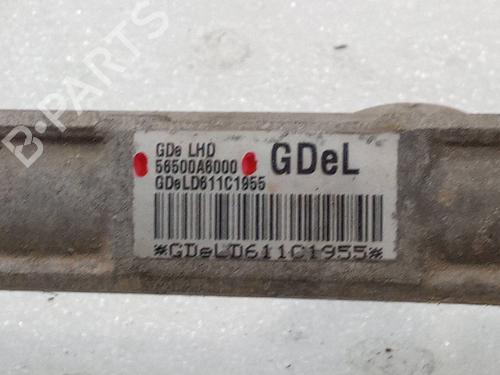 B-PARTS
GDe LHD
56500A6000
GDeL
GDeLD611C1955
*GDeLD611C1955*